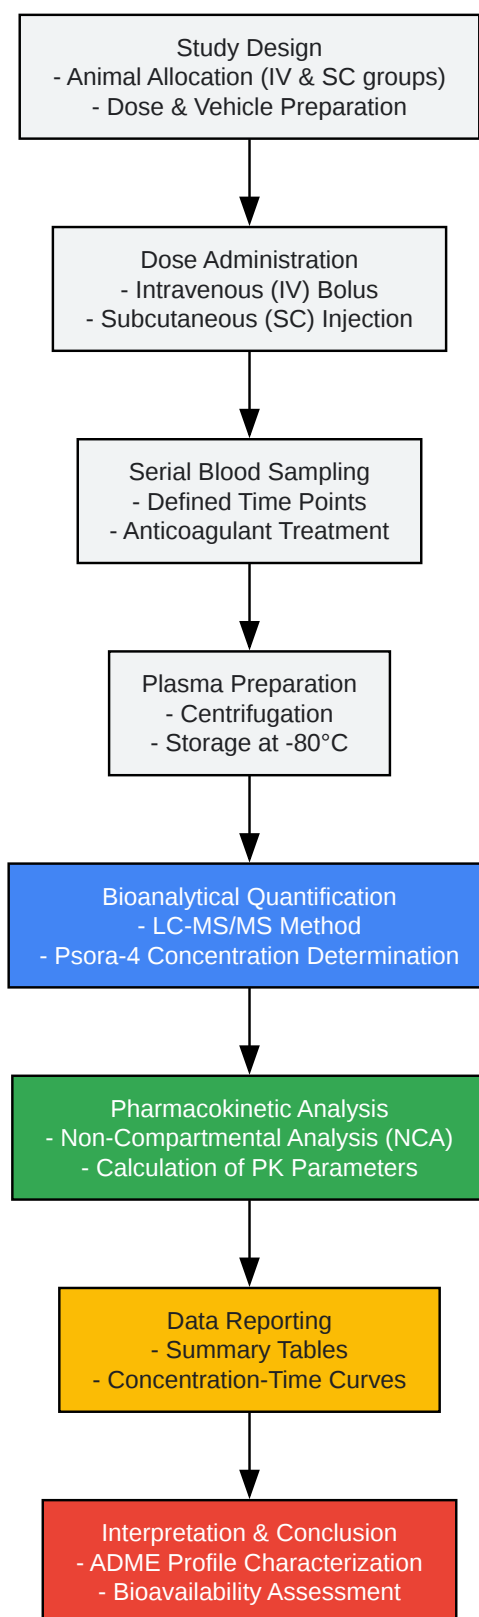 Study Design
- Animal Allocation (IV & SC groups)
- Dose & Vehicle Preparation
Dose Administration
- Intravenous (IV) Bolus
- Subcutaneous (SC) Injection
Serial Blood Sampling
- Defined Time Points
- Anticoagulant Treatment
Plasma Preparation
- Centrifugation
- Storage at -80°C
Bioanalytical Quantification
- LC-MS/MS Method
- Psora-4 Concentration Determination
Pharmacokinetic Analysis
- Non-Compartmental Analysis (NCA)
- Calculation of PK Parameters
Data Reporting
- Summary Tables
- Concentration-Time Curves
Interpretation & Conclusion
- ADME Profile Characterization
- Bioavailability Assessment